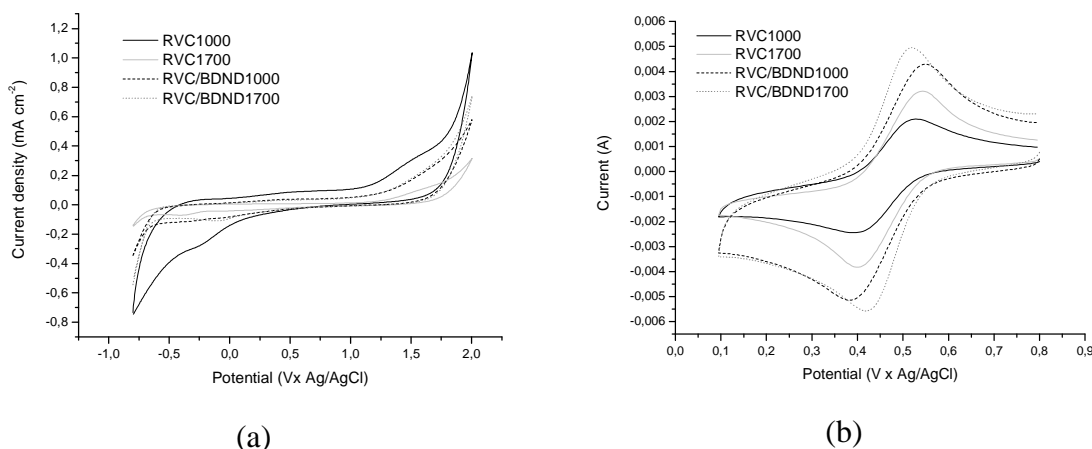 RVC1000
RVC1700
RVC/BDND1000
RVC/BDND1700
1,2
1,0
0,8
0,6
0,4
0,2
0,0
-0,2
-0,4
-0,6
-0,8
Current density (mA cm⁻²)
-1,0 -0,5 0,0 0,5 1,0 1,5 2,0
Potential (Vx Ag/AgCl)
(a)
RVC1000
RVC1700
RVC/BDND1000
RVC/BDND1700
0,006
0,005
0,004
0,003
0,002
0,001
0,000
-0,001
-0,002
-0,003
-0,004
-0,005
-0,006
Current (A)
0,0 0,1 0,2 0,3 0,4 0,5 0,6 0,7 0,8 0,9
Potential (V x Ag/AgCl)
(b)